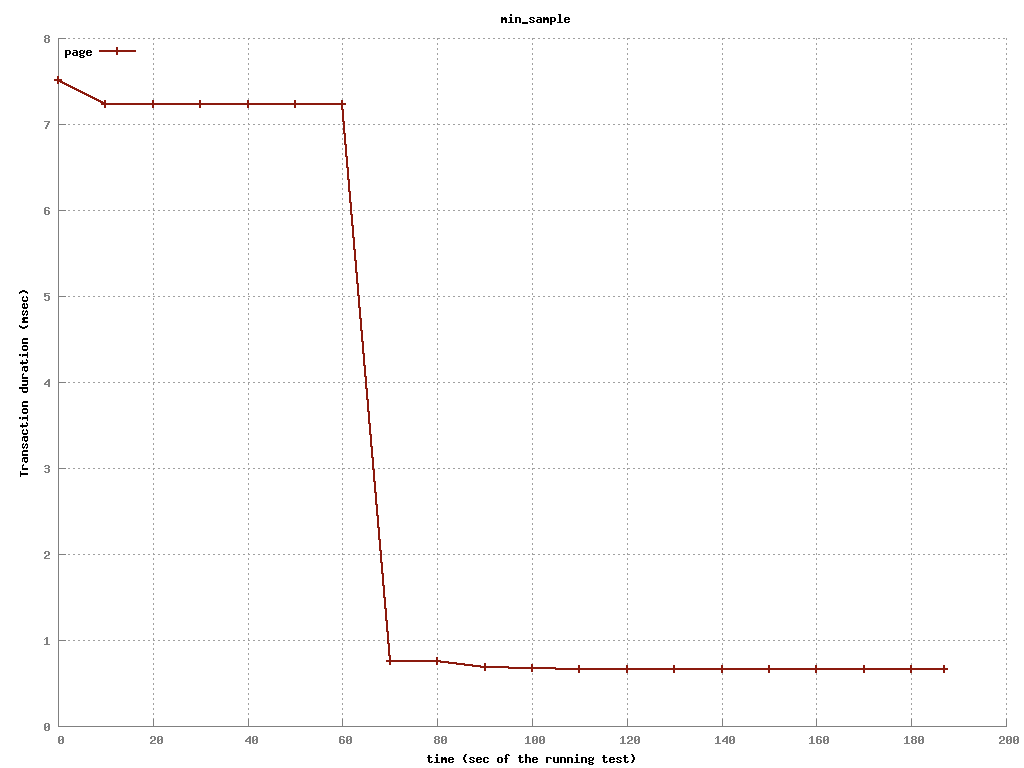 min_sample
page
8
7
6
5
4
3
2
1
0
Transaction duration (msec)
0 20 40 60 80 100 120 140 160 180 200
time (sec of the running test)